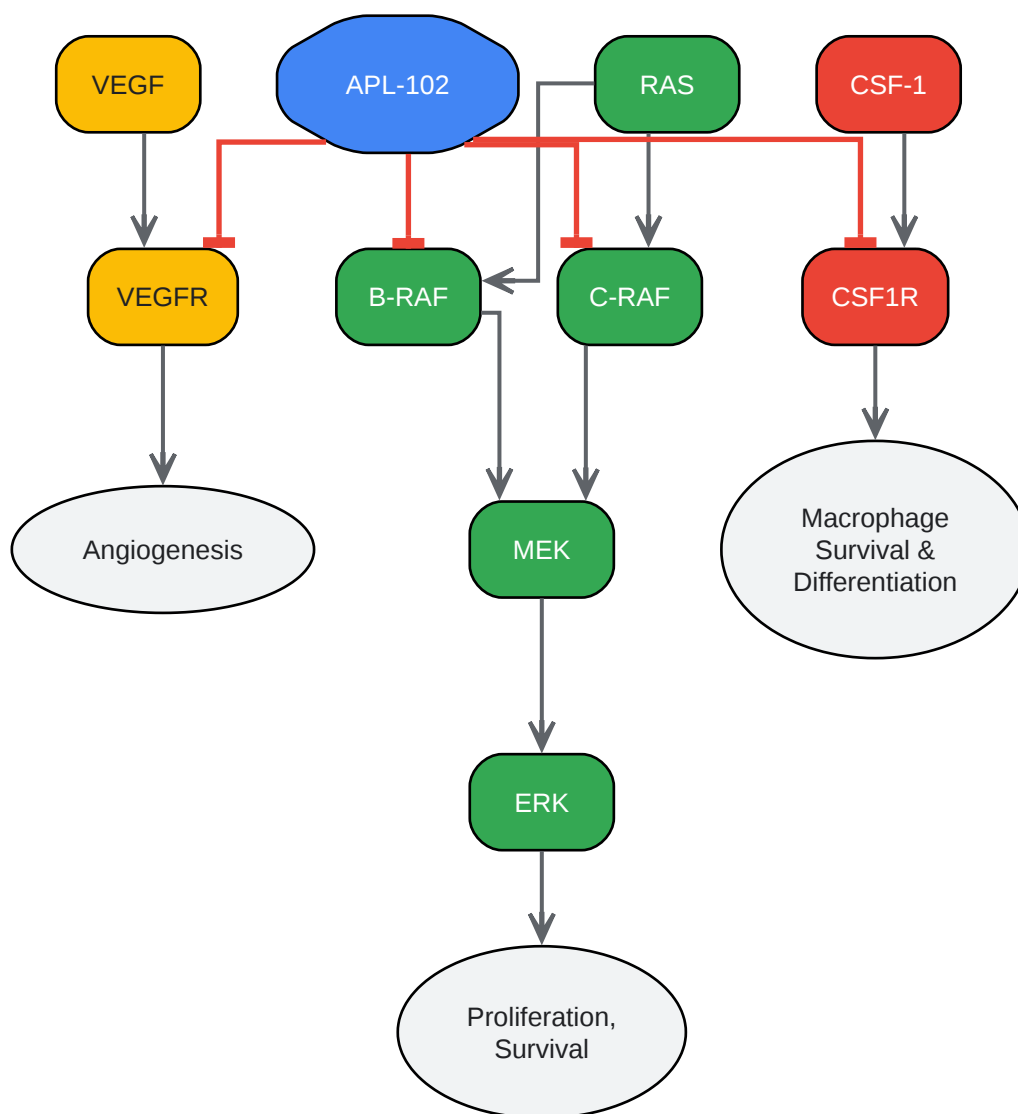 VEGF
APL-102
RAS
CSF-1
VEGFR
B-RAF
C-RAF
CSF1R
Angiogenesis
MEK
Macrophage
Survival &
Differentiation
ERK
Proliferation,
Survival